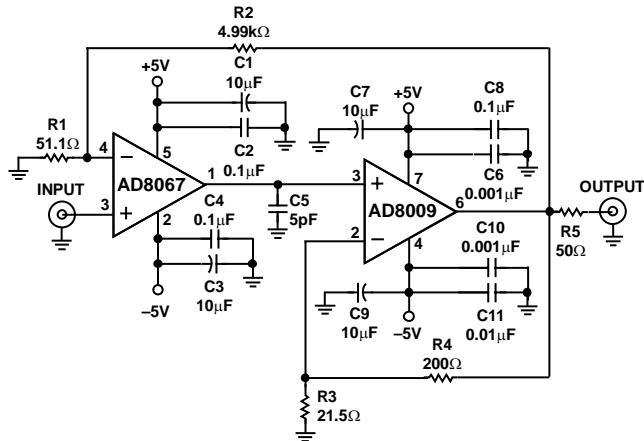 R2
4.99kΩ
+5V
C1
10μF
R1
51.1Ω
4
–
5
C2
0.1μF
1
AD8067
INPUT
3
+
2
C4
0.1μF
C5
5pF
C3
10μF
–5V
C7
10μF
+5V
C8
0.1μF
C6
0.001μF
3
+
7
AD8009
6
OUTPUT
R5
50Ω
2
–
4
C10
0.001μF
C9
10μF
–5V
C11
0.01μF
R4
200Ω
R3
21.5Ω